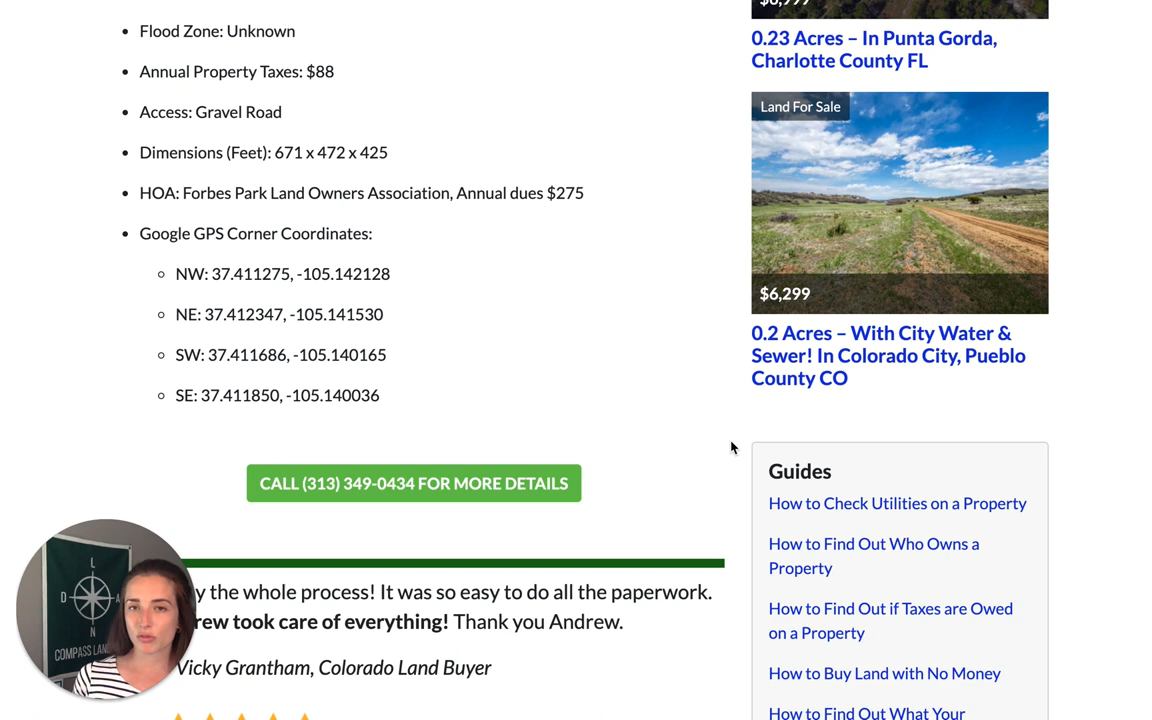 Flood Zone: Unknown
Annual Property Taxes: $88
Access: Gravel Road
Dimensions (Feet): 671 x 472 x 425
HOA: Forbes Park Land Owners Association, Annual dues $275
Google GPS Corner Coordinates:
NW: 37.411275, -105.142128
NE: 37.412347, -105.141530
SW: 37.411686, -105.140165
SE: 37.411850, -105.140036
CALL (313) 349-0434 FOR MORE DETAILS
y the whole process! It was so easy to do all the paperwork.
rew took care of everything! Thank you Andrew.
Vicky Grantham, Colorado Land Buyer
L
D
A
N
COMPASS LAN
0.23 Acres – In Punta Gorda,
Charlotte County FL
Land For Sale
$6,299
0.2 Acres – With City Water &
Sewer! In Colorado City, Pueblo
County CO
Guides
How to Check Utilities on a Property
How to Find Out Who Owns a
Property
How to Find Out if Taxes are Owed
on a Property
How to Buy Land with No Money
How to Find Out What Your